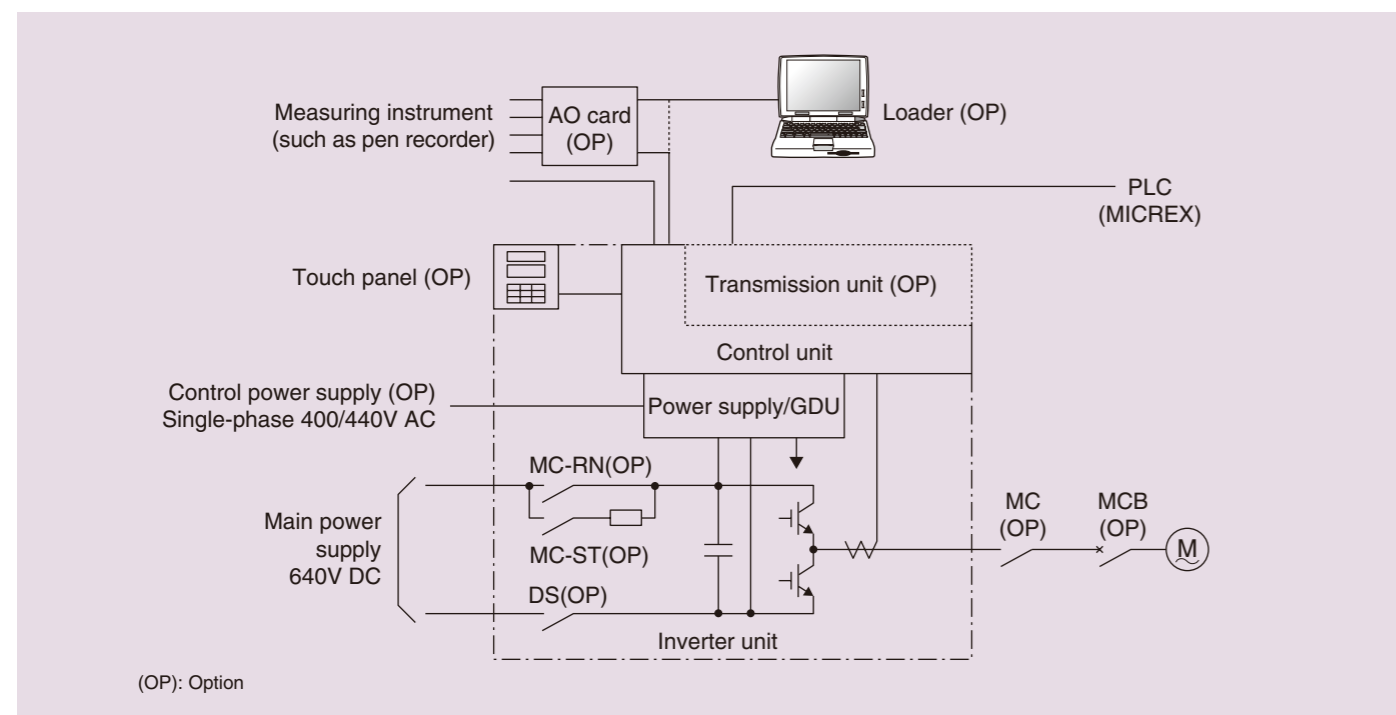 Measuring instrument
(such as pen recorder)
AO card
(OP)
Loader (OP)
PLC
(MICREX)
Touch panel (OP)
Transmission unit (OP)
Control unit
Control power supply (OP)
Single-phase 400/440V AC
Power supply/GDU
MC-RN(OP)
MC-ST(OP)
Main power
supply
640V DC
DS(OP)
MC
(OP)
MCB
(OP)
M
Inverter unit
(OP): Option